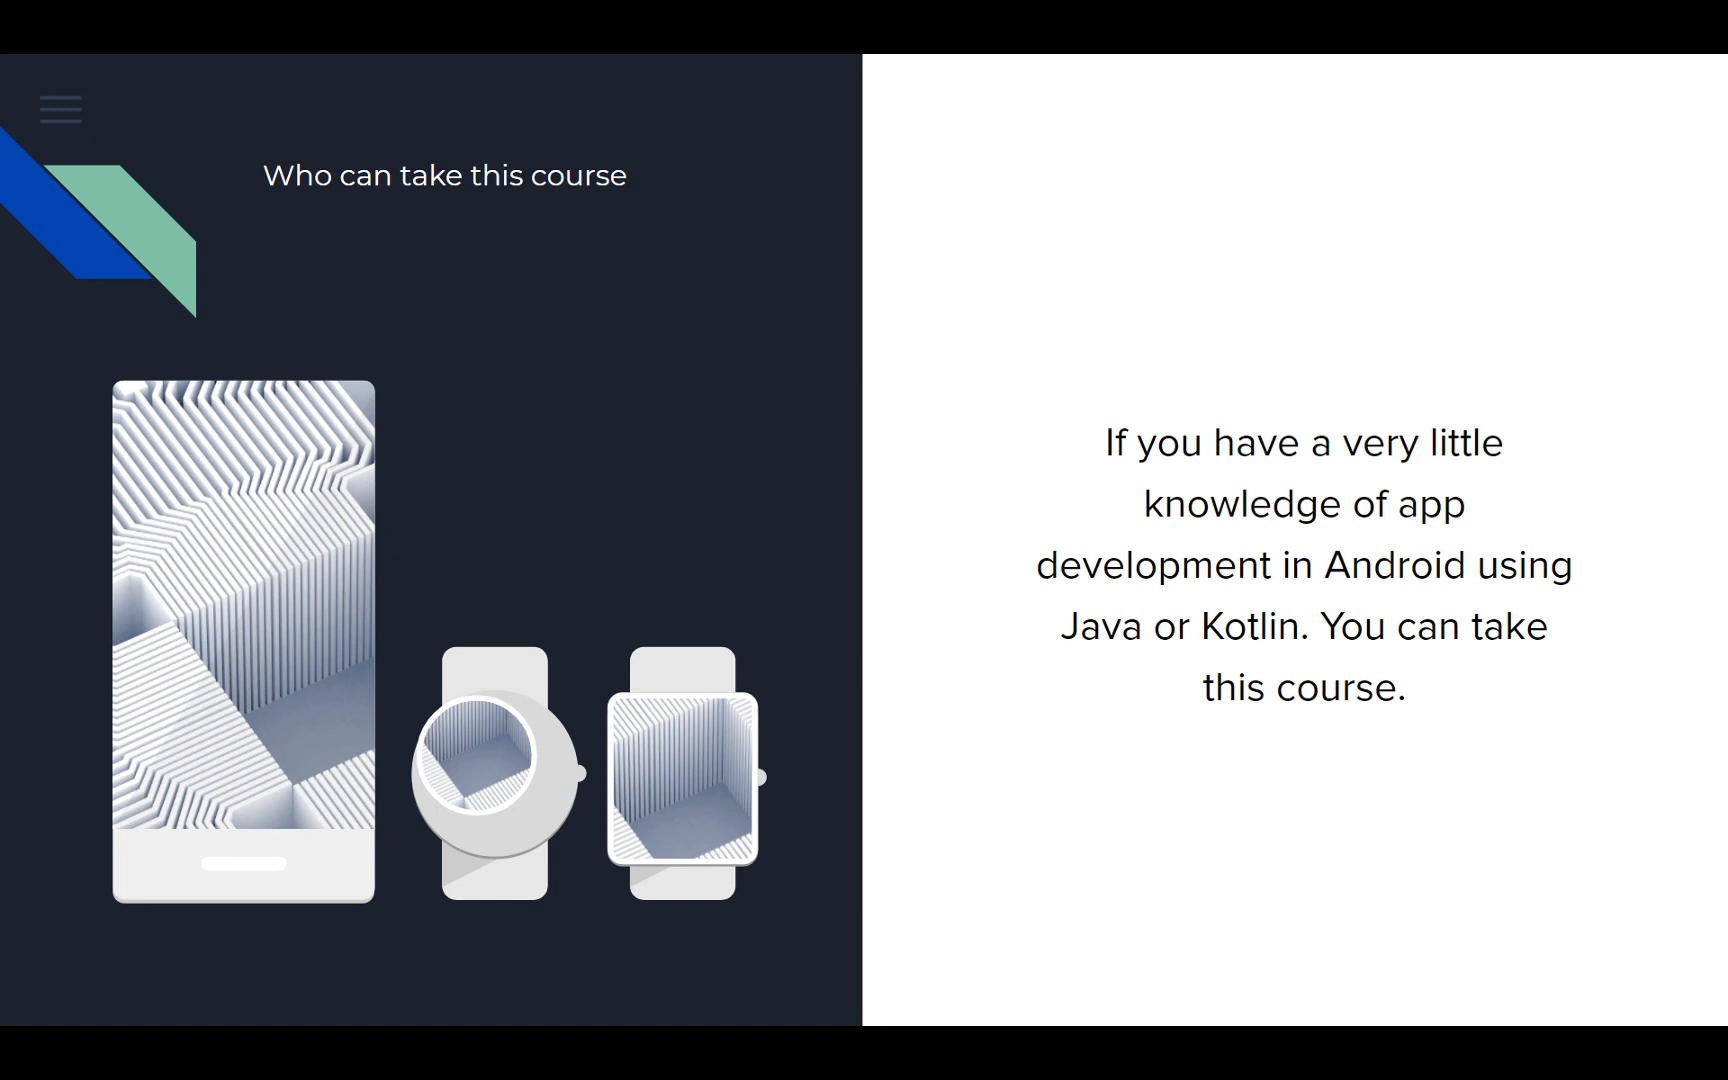 Who can take this course
If you have a very little
knowledge of app
development in Android using
Java or Kotlin. You can take
this course.